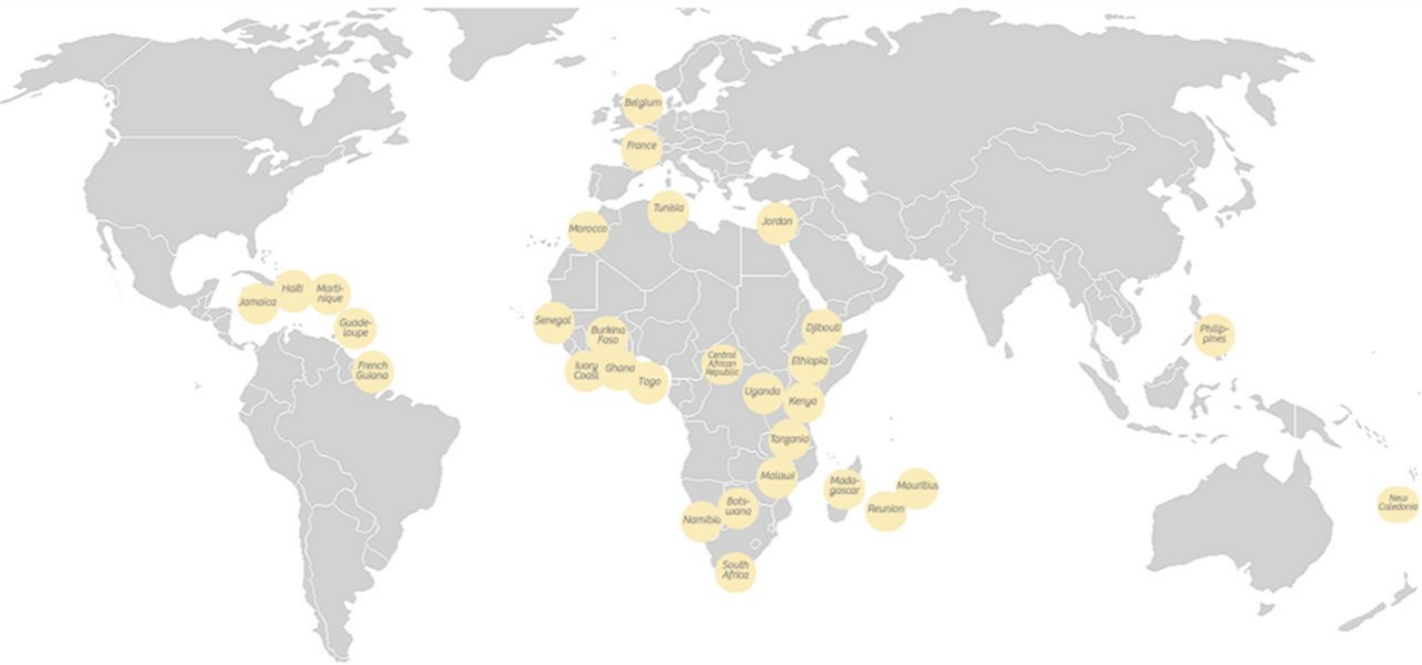 Belgium
France
Tunisia
Jordan
Morocco
Jamaica
Haiti
Marti-
nique
Guade-
loupe
French
Guiana
Senegal
Burkina
Faso
Ivory
Coast
Ghana
Togo
Central
African
Republic
Djibouti
Ethiopia
Uganda
Kenya
Tangania
Malawi
Mada-
gascar
Mauritius
Reunion
Bots-
wana
Namibia
South
Africa
Philip-
pines
New
Caledonia